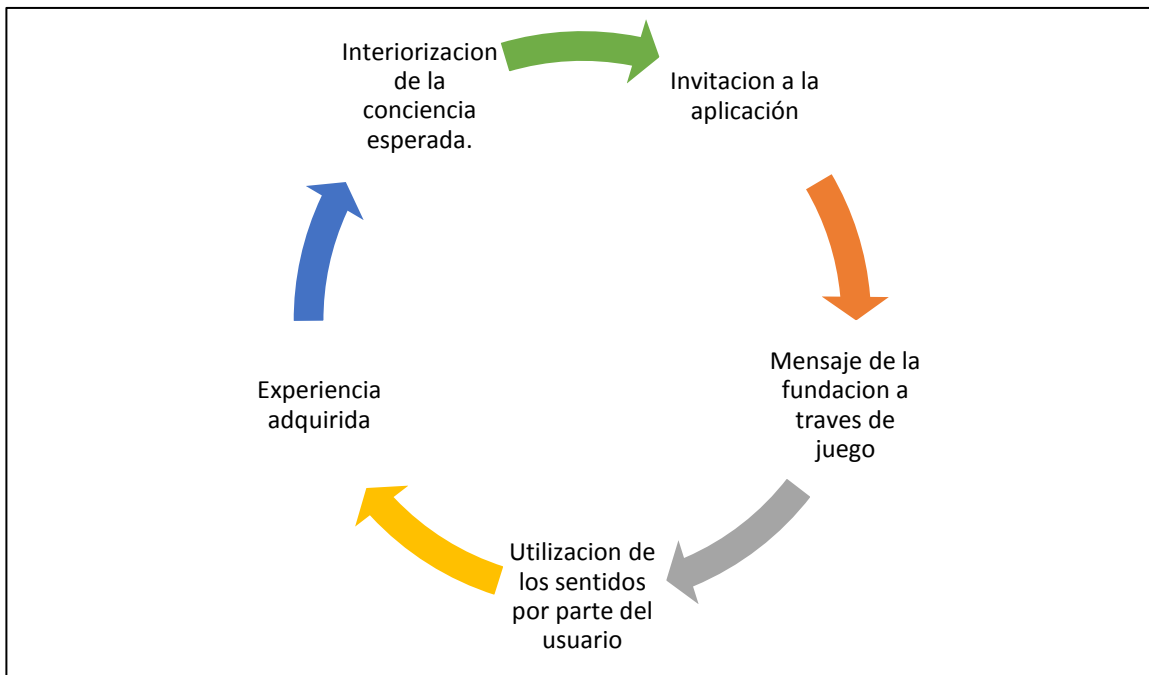 Interiorizacion
de la
conciencia
esperada.
Invitacion a la
aplicación
Mensaje de la
fundacion a
traves de
juego
Utilizacion de
los sentidos
por parte del
usuario
Experiencia
adquirida